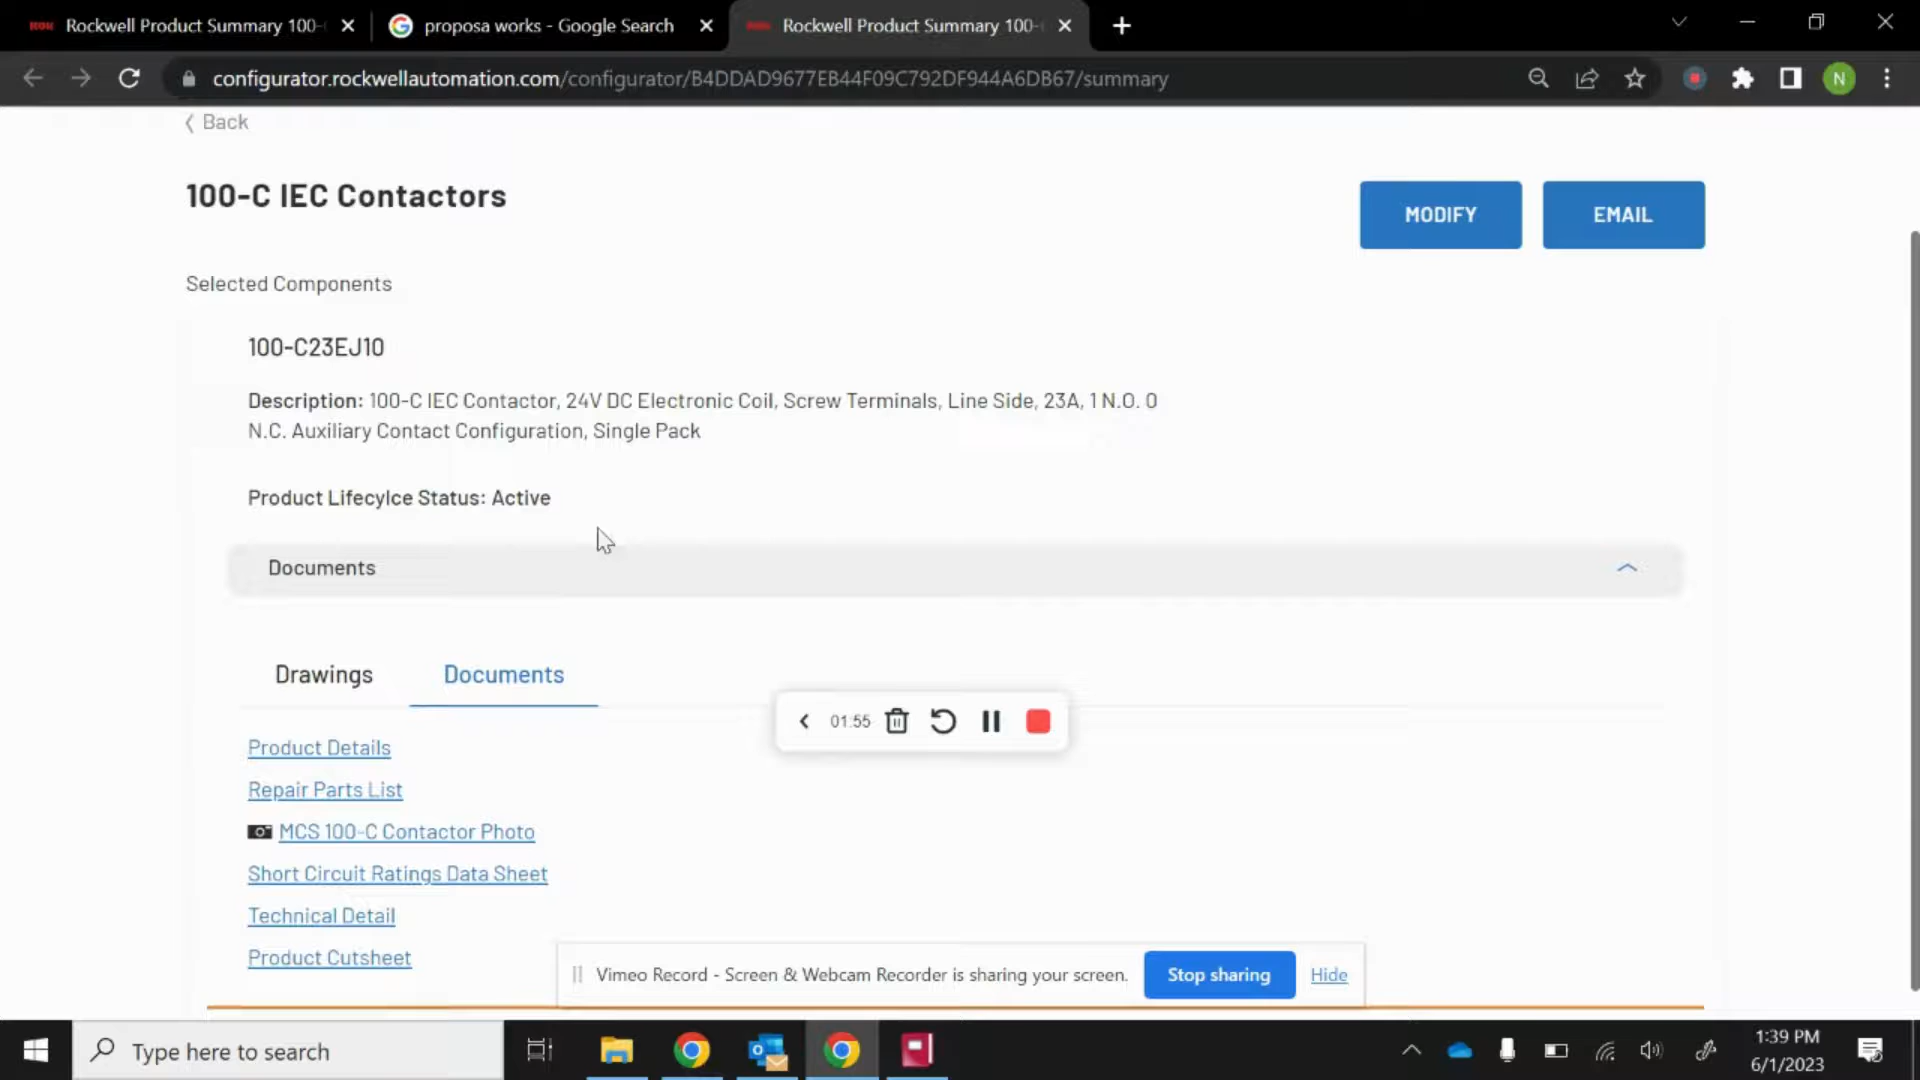 Rockwell Product Summary 100-
proposa works - Google Search
Rockwell Product Summary 100-
configurator.rockwellautomation.com/configurator/B4DDAD9677EB44F09C792DF944A6DB67/summary
N
Back
100-C IEC Contactors
MODIFY
EMAIL
Selected Components
100-C23EJ10
Description: 100-C IEC Contactor, 24V DC Electronic Coil, Screw Terminals, Line Side, 23A, 1 N.O. 0
N.C. Auxiliary Contact Configuration, Single Pack
Product Lifecylce Status: Active
Documents
Drawings
Documents
01:55
Product Details
Repair Parts List
MCS 100-C Contactor Photo
Short Circuit Ratings Data Sheet
Technical Detail
Product Cutsheet
Vimeo Record - Screen & Webcam Recorder is sharing your screen.
Stop sharing
Hide
Type here to search
1:39 PM
6/1/2023